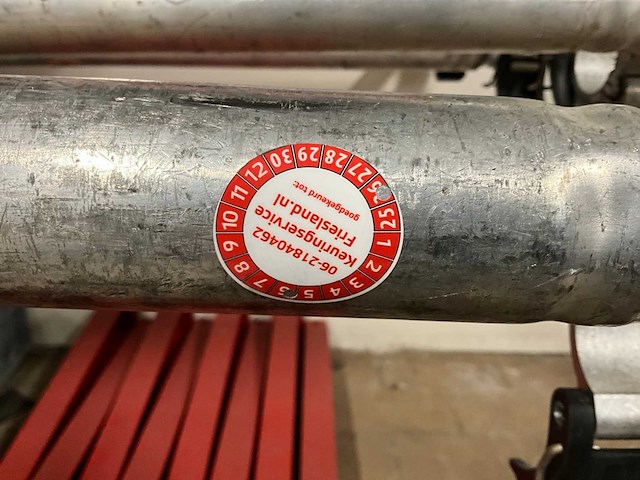 06-21840462
Keuringservice
Friesland.nl
goedgekeurd tot:
1 2 3 4 5 7 8 9 10 11 12
25 26 27 28 29 30